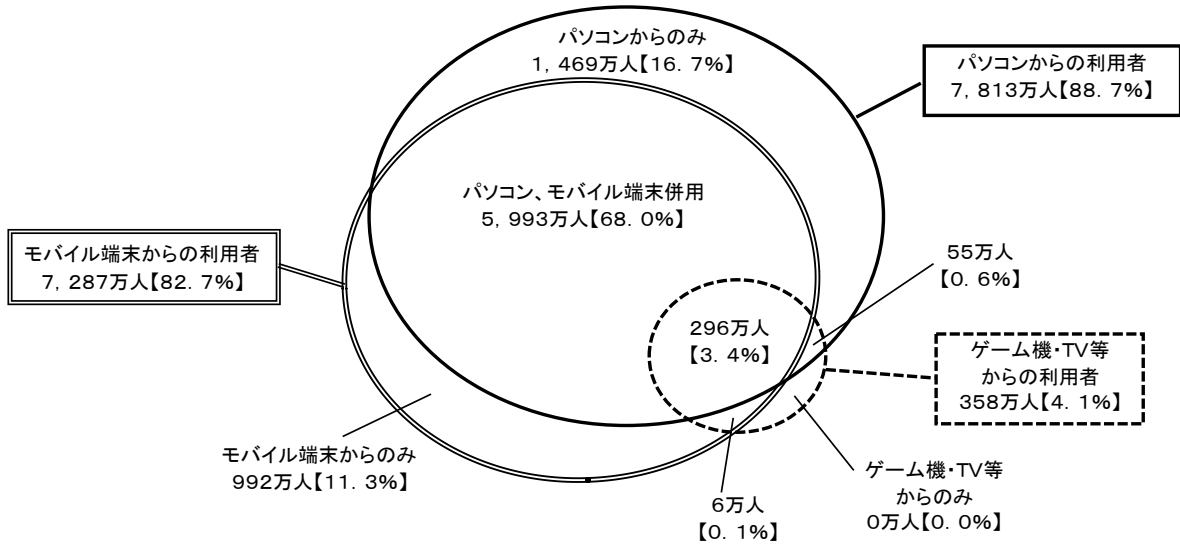 パソコンからのみ
1,469万人【16.7%】
パソコンからの利用者
7,813万人【88.7%】
パソコン、モバイル端末併用
5,993万人【68.0%】
モバイル端末からの利用者
7,287万人【82.7%】
55万人
【0.6%】
296万人
【3.4%】
ゲーム機・TV等
からの利用者
358万人【4.1%】
モバイル端末からのみ
992万人【11.3%】
6万人
【0.1%】
ゲーム機・TV等
からのみ
0万人【0.0%】